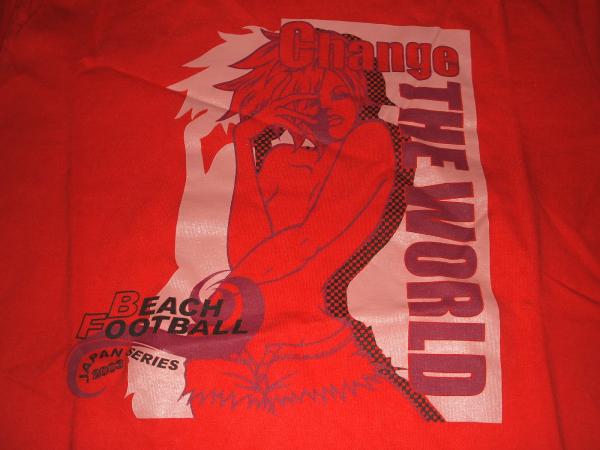 Change
THE WORLD
BEACH
FOOTBALL
JAPAN SERIES
2003